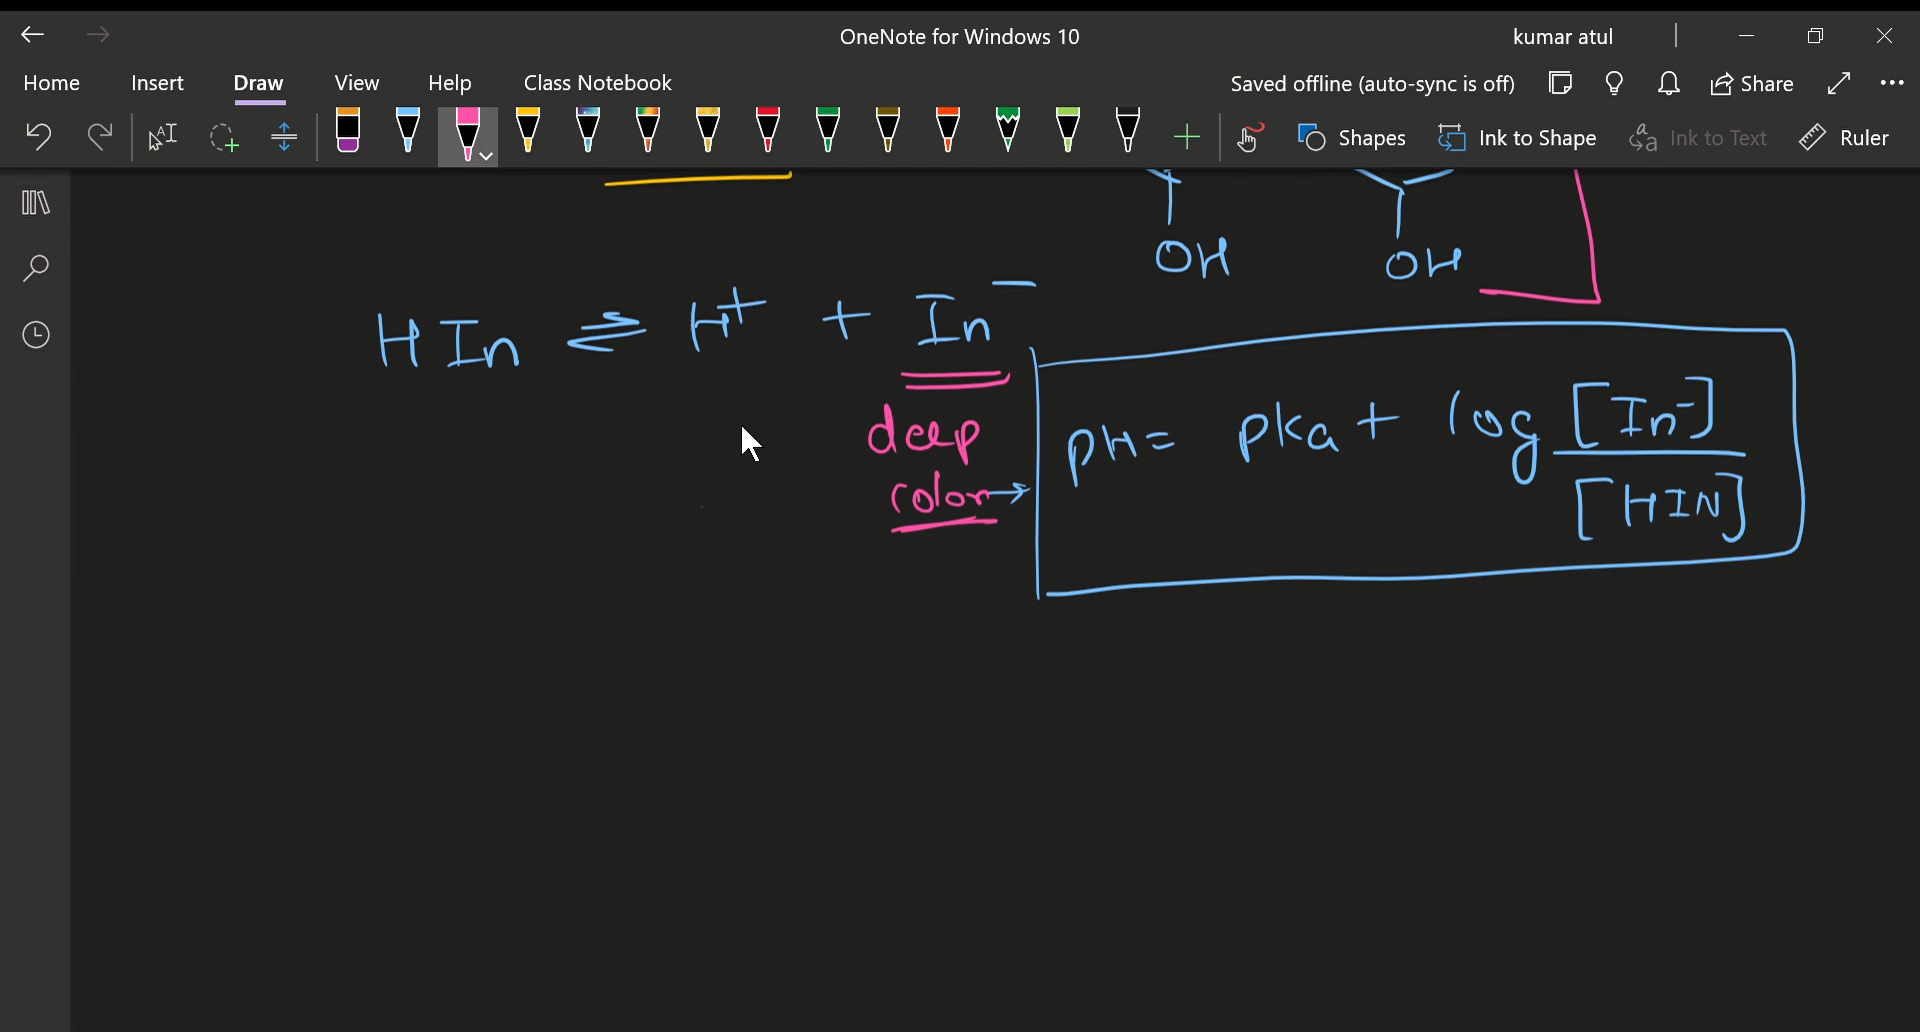 OneNote for Windows 10
kumar atul
Home Insert Draw View Help Class Notebook
Saved offline (auto-sync is off) Share
Shapes Ink to Shape Ink to Text Ruler
OH OH
HIn ⇌ H⁺ + In⁻
deep
color →
pH = pKa + log [In⁻]
[HIN]